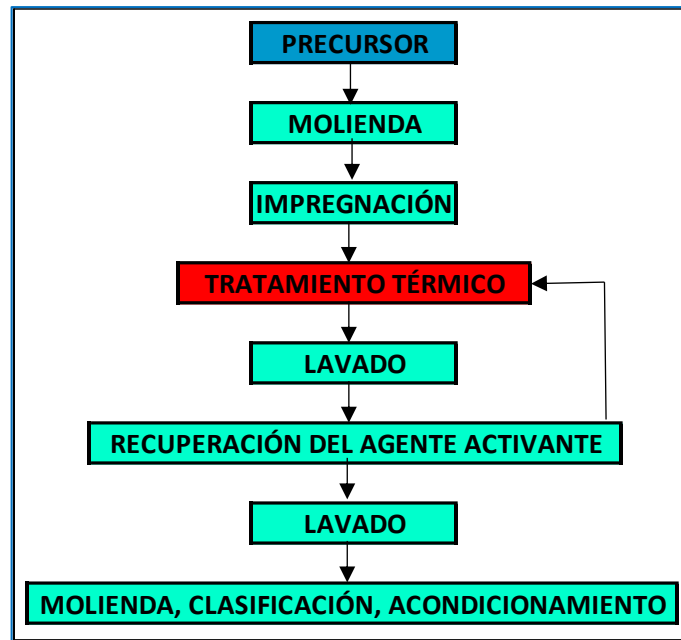 PRECURSOR
MOLIENDA
IMPREGNACIÓN
TRATAMIENTO TÉRMICO
LAVADO
RECUPERACIÓN DEL AGENTE ACTIVANTE
LAVADO
MOLIENDA, CLASIFICACIÓN, ACONDICIONAMIENTO